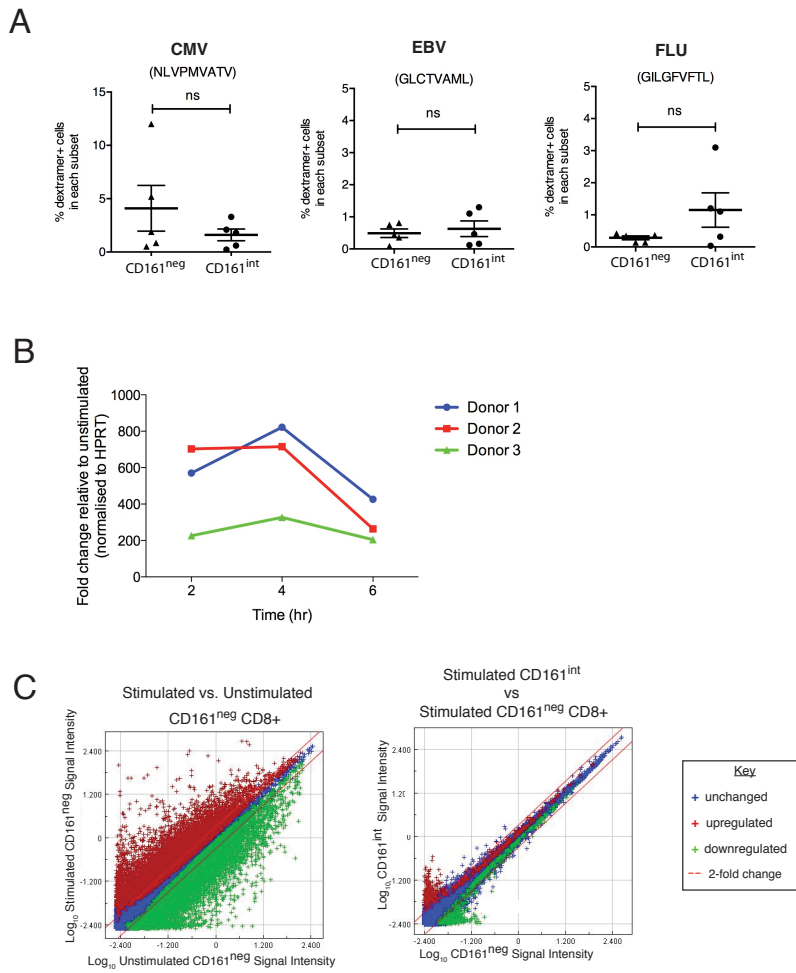 A
CMV
(NLVPMVATV)
ns
% dextramer+ cells
in each subset
15
10
5
0
CD161neg
CD161int
EBV
(GLCTVAML)
ns
% dextramer+ cells
in each subset
5
4
3
2
1
0
CD161neg
CD161int
FLU
(GILGFVFTL)
ns
% dextramer+ cells
in each subset
5
4
3
2
1
0
CD161neg
CD161int
B
Fold change relative to unstimulated
(normalised to HPRT)
1000
800
600
400
200
0
2
4
6
Time (hr)
Donor 1
Donor 2
Donor 3
C
Stimulated vs. Unstimulated
CD161neg CD8+
Log10 Stimulated CD161neg Signal Intensity
2.400
1.200
0
-1.200
-2.400
-2.400
-1.200
0
1.200
2.400
Log10 Unstimulated CD161neg Signal Intensity
Stimulated CD161int
vs
Stimulated CD161neg CD8+
Log10 CD161int Signal Intensity
2.400
1.200
0
-1.200
-2.400
-2.400
-1.200
0
1.200
2.400
Log10 CD161neg Signal Intensity
Key
unchanged
upregulated
downregulated
2-fold change